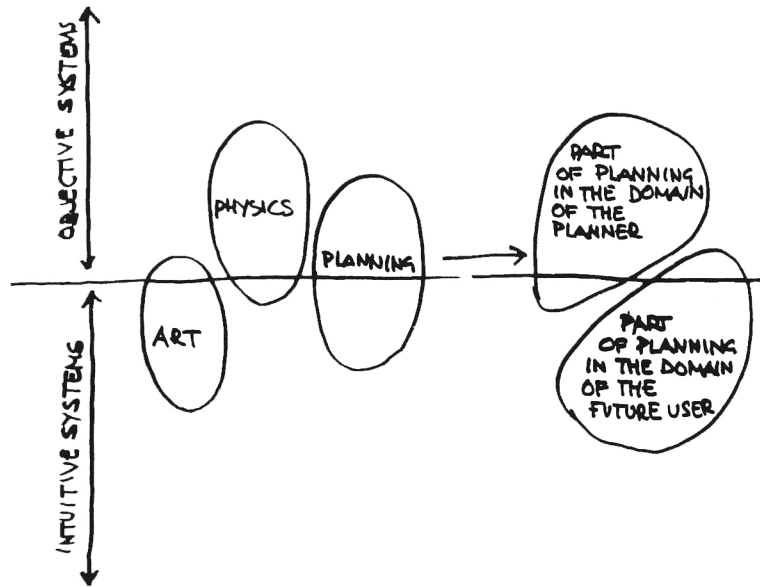 OBJECTIVE SYSTEMS
INTUITIVE SYSTEMS
ART
PHYSICS
PLANNING
PART
OF PLANNING
IN THE DOMAIN
OF THE
PLANNER
PART
OF PLANNING
IN THE DOMAIN
OF THE
FUTURE USER